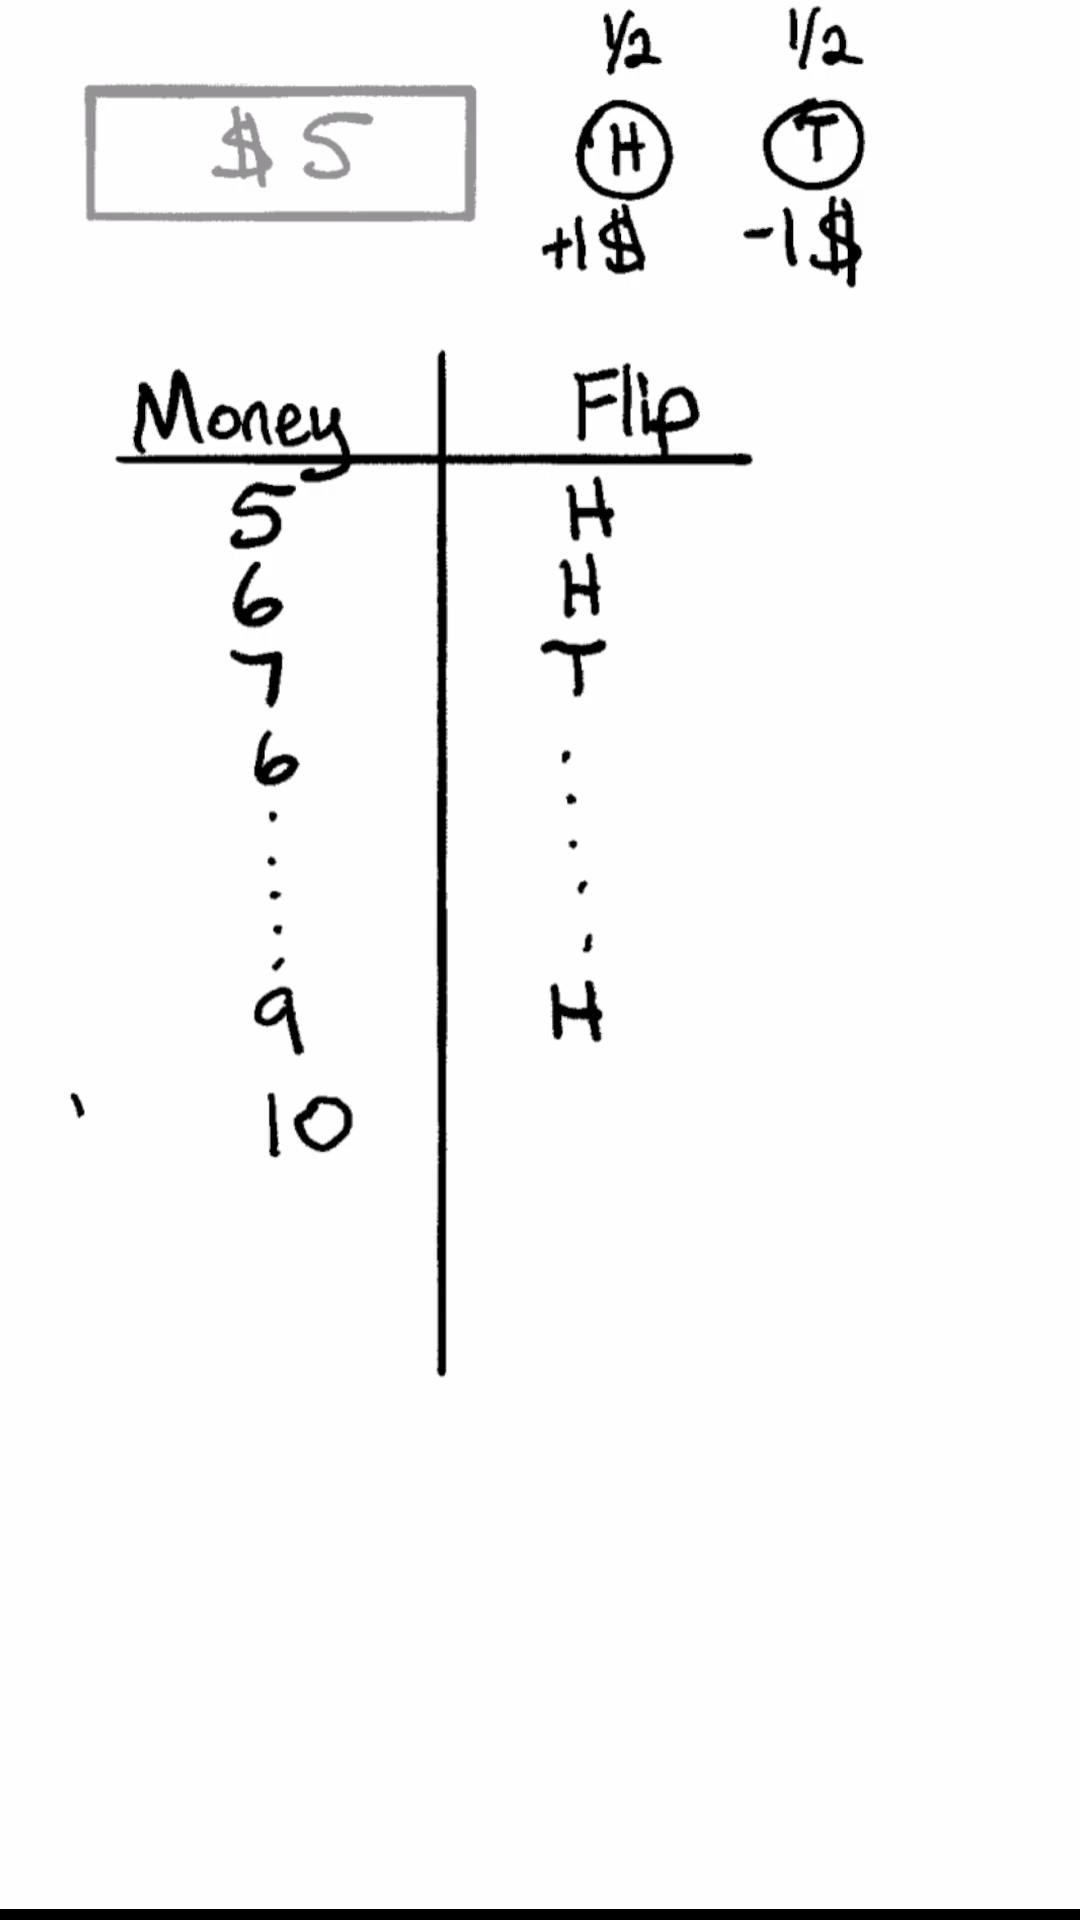 1/2 1/2
$5 H T
+1$ -1$
Money Flip
5 H
6 H
7 T
6 .
. .
. .
. .
. .
.
9 H
10